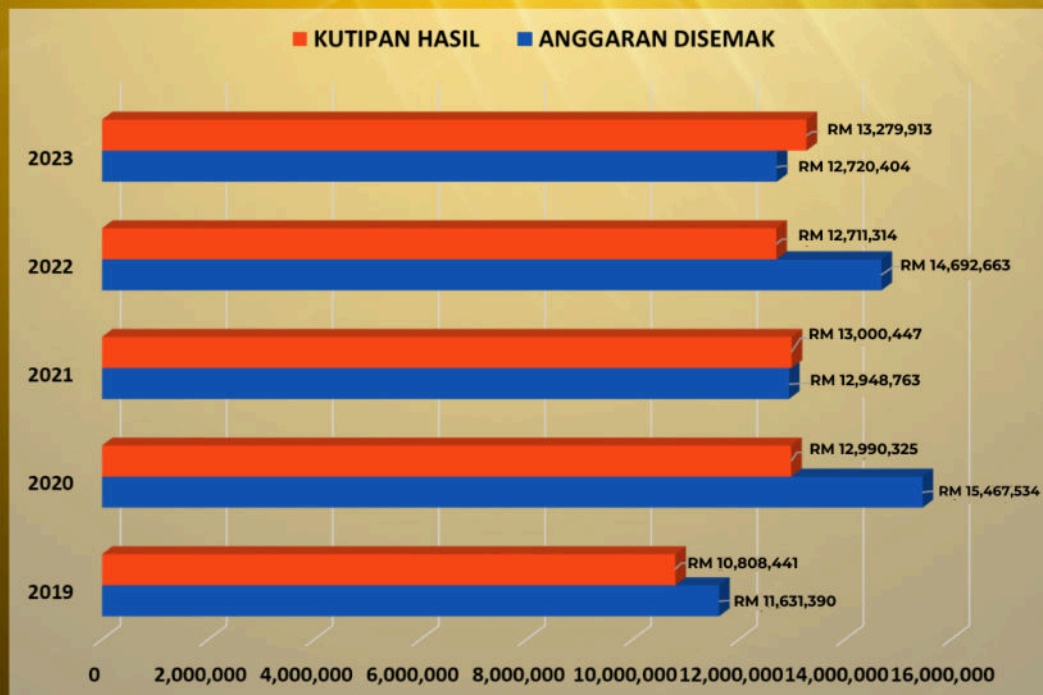 KUTIPAN HASIL ANGGARAN DISEMAK
RM 13,279,913
2023
RM 12,720,404
RM 12,711,314
2022
RM 14,692,663
RM 13,000,447
2021
RM 12,948,763
RM 12,990,325
2020
RM 15,467,534
RM 10,808,441
2019
RM 11,631,390
0 2,000,000 4,000,000 6,000,000 8,000,000 10,000,000 12,000,000 14,000,000 16,000,000